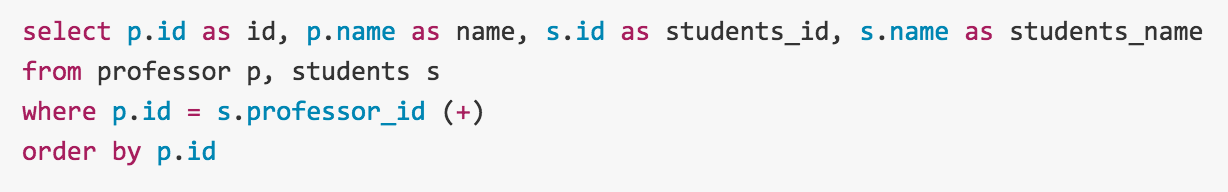 select p.id as id, p.name as name, s.id as students_id, s.name as students_name
from professor p, students s
where p.id = s.professor_id (+)
order by p.id